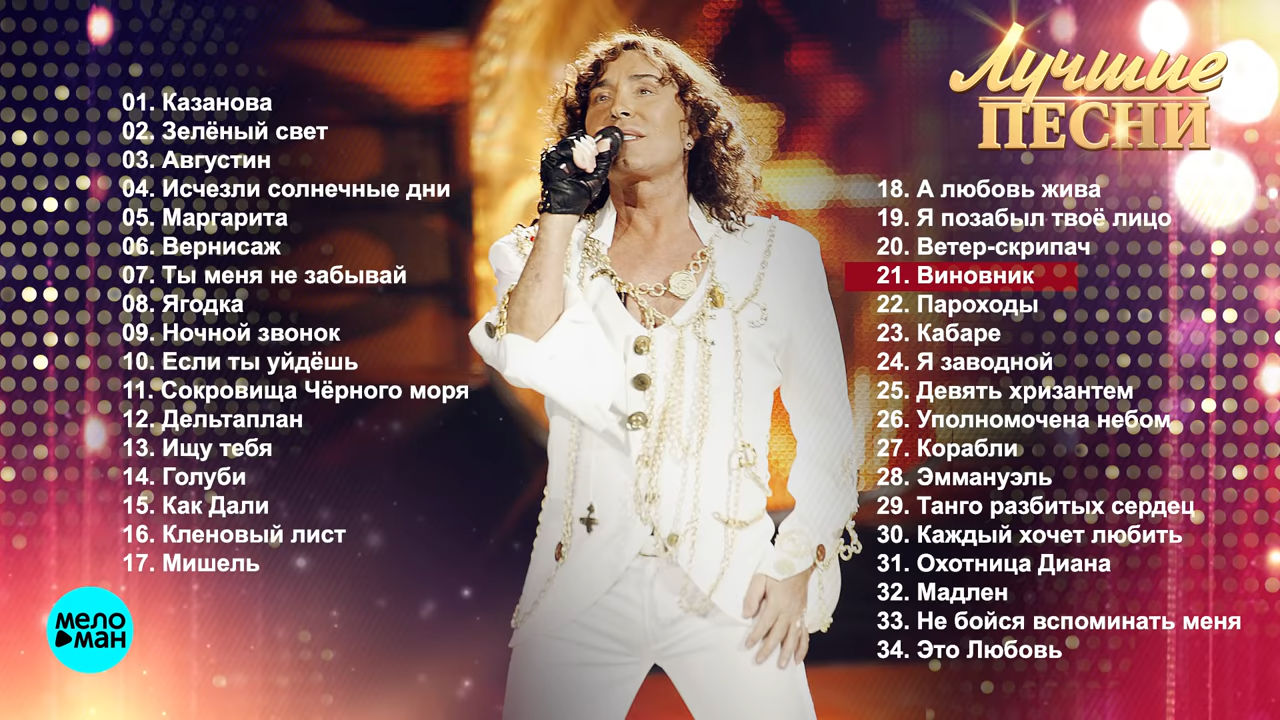 Лучшие
ПЕСНИ
01. Казанова
02. Зелёный свет
03. Августин
04. Исчезли солнечные дни
05. Маргарита
06. Вернисаж
07. Ты меня не забывай
08. Ягодка
09. Ночной звонок
10. Если ты уйдёшь
11. Сокровища Чёрного моря
12. Дельтаплан
13. Ищу тебя
14. Голуби
15. Как Дали
16. Кленовый лист
17. Мишель
18. А любовь жива
19. Я позабыл твоё лицо
20. Ветер-скрипач
21. Виновник
22. Пароходы
23. Кабаре
24. Я заводной
25. Девять хризантем
26. Уполномочена небом
27. Корабли
28. Эммануэль
29. Танго разбитых сердец
30. Каждый хочет любить
31. Охотница Диана
32. Мадлен
33. Не бойся вспоминать меня
34. Это Любовь
мело
ман